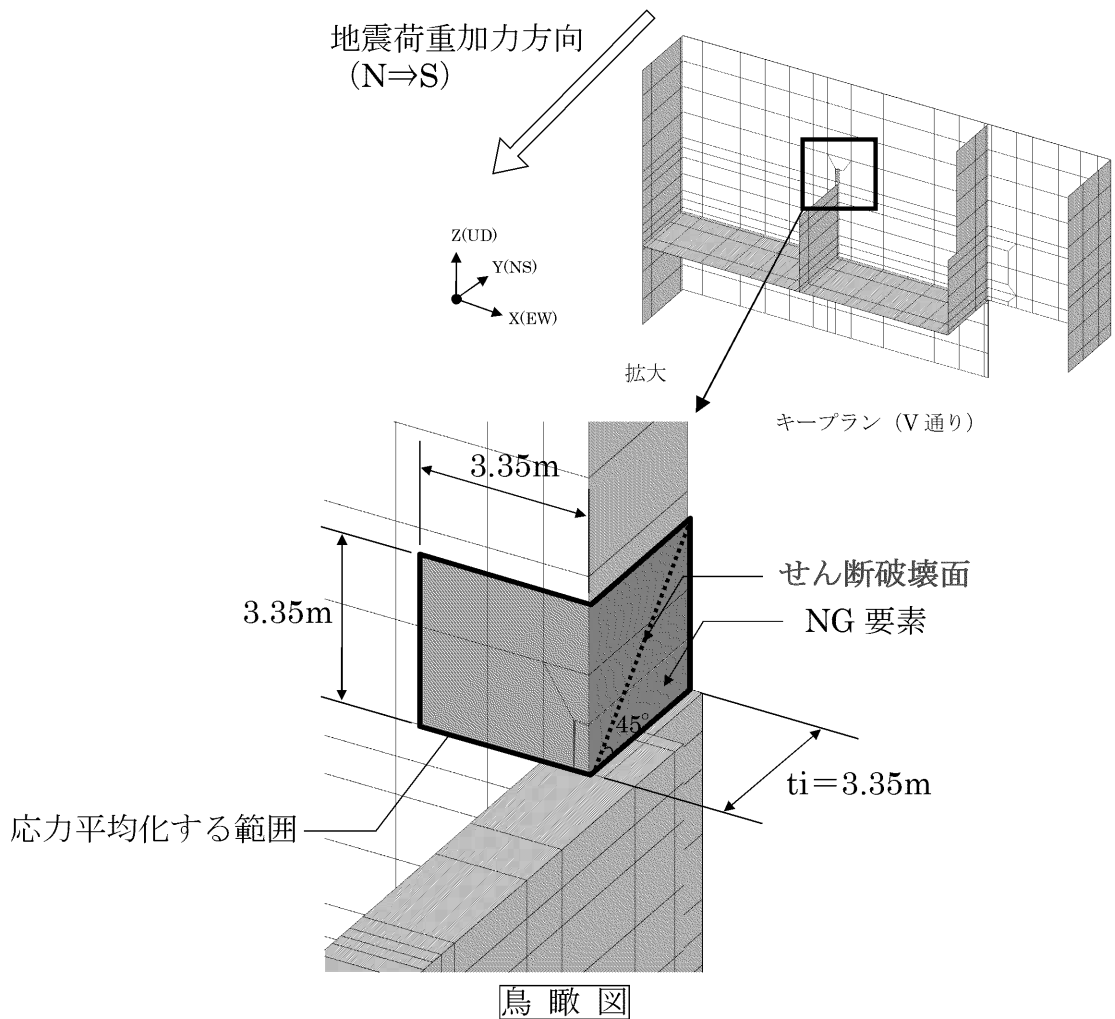 地震荷重加力方向
（N⇒S）
Z(UD)
Y(NS)
X(EW)
拡大
キープラン（V 通り）
3.35m
せん断破壊面
3.35m
NG 要素
45°
ti＝3.35m
応力平均化する範囲
鳥 瞰 図